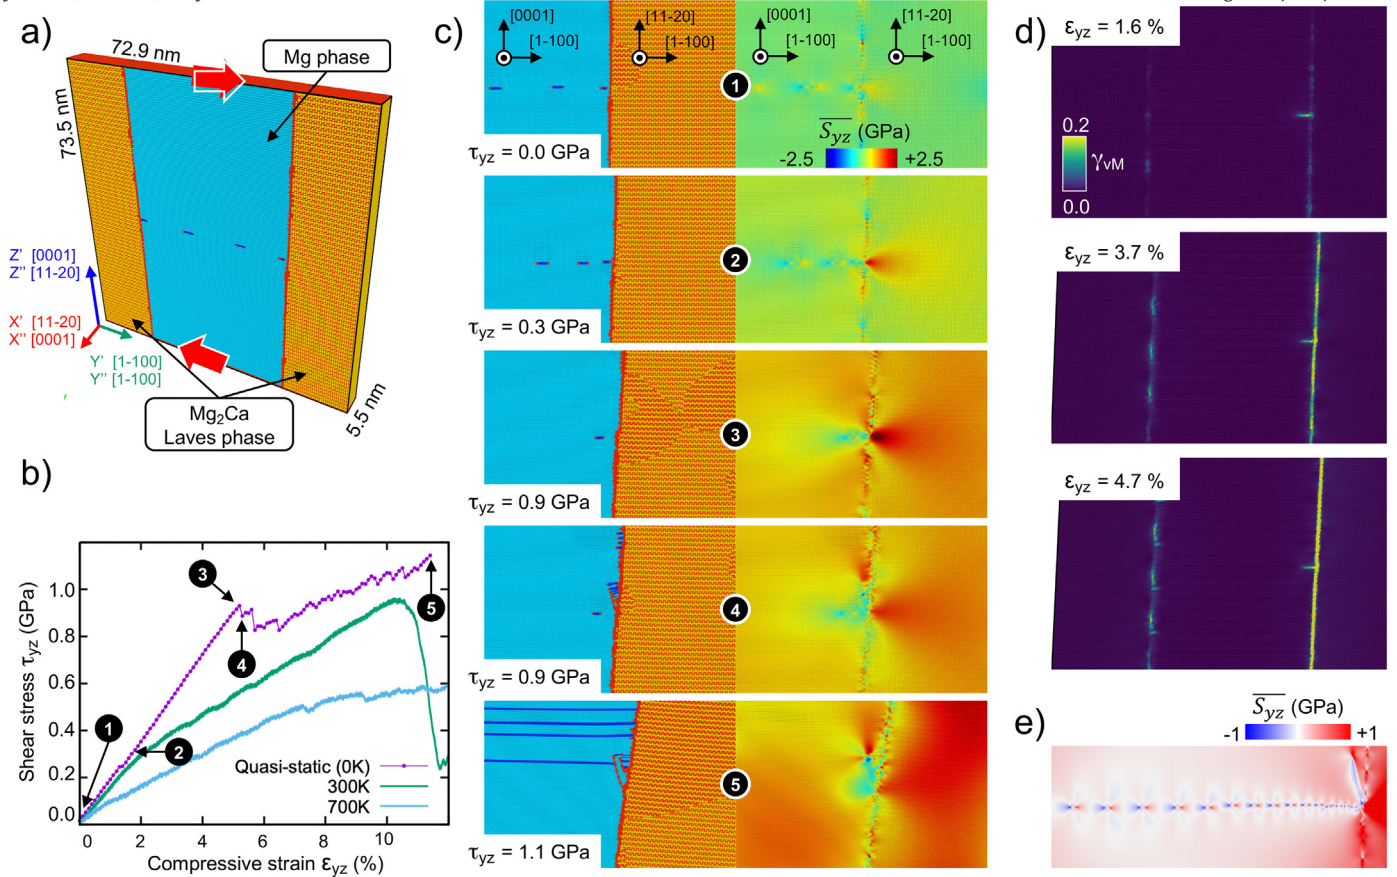 a)
72.9 nm
Mg phase
73.5 nm
Z' [0001]
Z'' [11-20]
X' [11-20]
X'' [0001]
Y' [1-100]
Y'' [1-100]
Mg₂Ca
Laves phase
5.5 nm
b)
Shear stress τyz (GPa)
1.0
0.8
0.6
0.4
0.2
0.0
0 2 4 6 8 10
Compressive strain εyz (%)
1
2
3
4
5
Quasi-static (0K)
300K
700K
c)
[0001] [11-20] [0001] [11-20]
[1-100] [1-100] [1-100] [1-100]
1
Syz (GPa)
-2.5 +2.5
τyz = 0.0 GPa
2
τyz = 0.3 GPa
3
τyz = 0.9 GPa
4
τyz = 0.9 GPa
5
τyz = 1.1 GPa
d)
εyz = 1.6 %
0.2
γvM
0.0
εyz = 3.7 %
εyz = 4.7 %
e)
Syz (GPa)
-1 +1